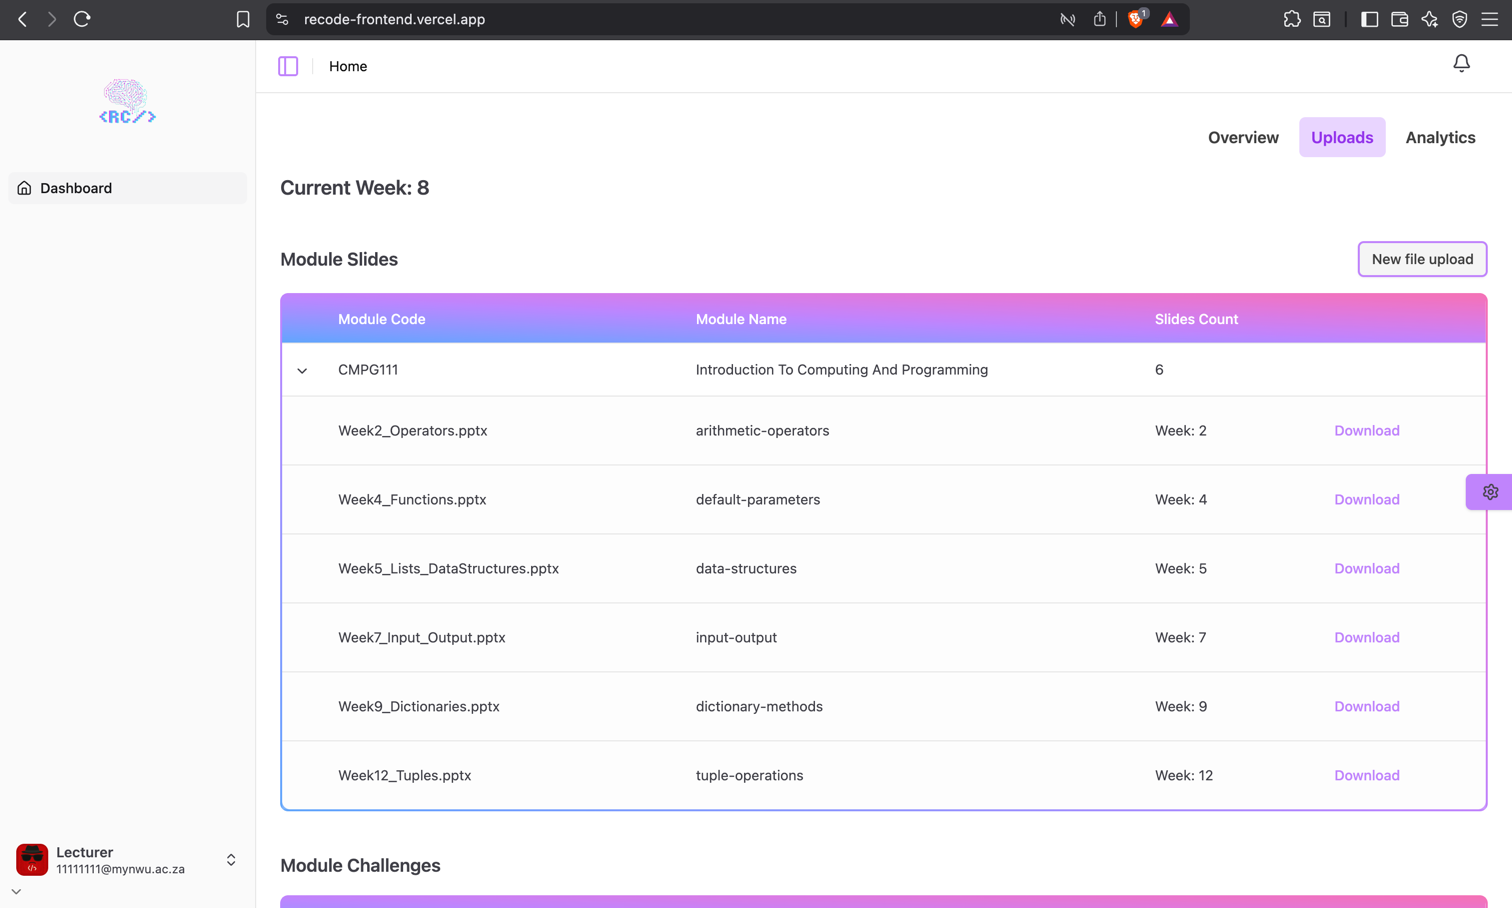 recode-frontend.vercel.app
1
<RC/>
Home
Overview
Uploads
Analytics
Dashboard
Current Week: 8
Module Slides
New file upload
Module Code Module Name Slides Count
CMPG111 Introduction To Computing And Programming 6
Week2_Operators.pptx arithmetic-operators Week: 2 Download
Week4_Functions.pptx default-parameters Week: 4 Download
Week5_Lists_DataStructures.pptx data-structures Week: 5 Download
Week7_Input_Output.pptx input-output Week: 7 Download
Week9_Dictionaries.pptx dictionary-methods Week: 9 Download
Week12_Tuples.pptx tuple-operations Week: 12 Download
Module Challenges
Lecturer
11111111@mynwu.ac.za